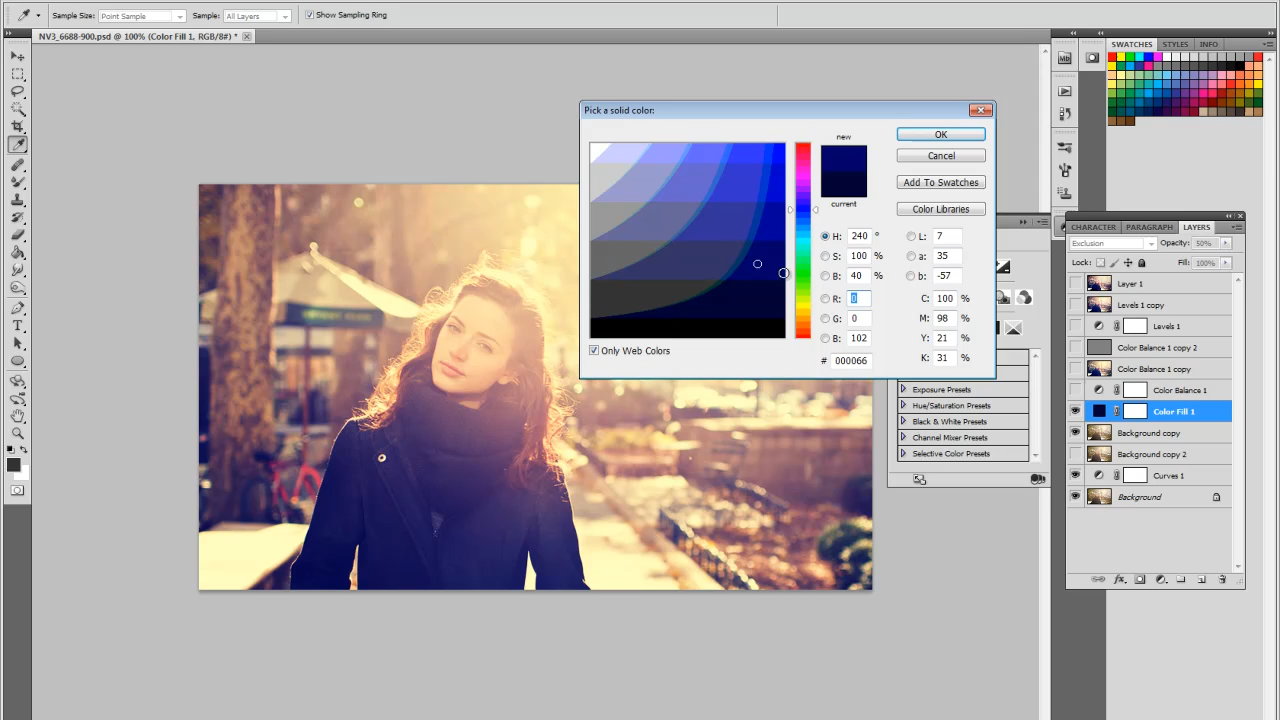 Sample Size: Point Sample Sample: All Layers Show Sampling Ring
NV3_6688-900.psd @ 100% (Color Fill 1, RGB/8#) *
Pick a solid color:
new
current
OK
Cancel
Add To Swatches
Color Libraries
H: 240 °
S: 100 %
B: 40 %
R: 0
G: 0
B: 102
# 000066
L: 7
a: 35
b: -57
C: 100 %
M: 98 %
Y: 21 %
K: 31 %
Only Web Colors
Exposure Presets
Hue/Saturation Presets
Black & White Presets
Channel Mixer Presets
Selective Color Presets
Mb
SWATCHES STYLES INFO
CHARACTER PARAGRAPH LAYERS
Exclusion Opacity: 50%
Lock: Fill: 100%
Layer 1
Levels 1 copy
Levels 1
Color Balance 1 copy 2
Color Balance 1 copy
Color Balance 1
Color Fill 1
Background copy
Background copy 2
Curves 1
Background